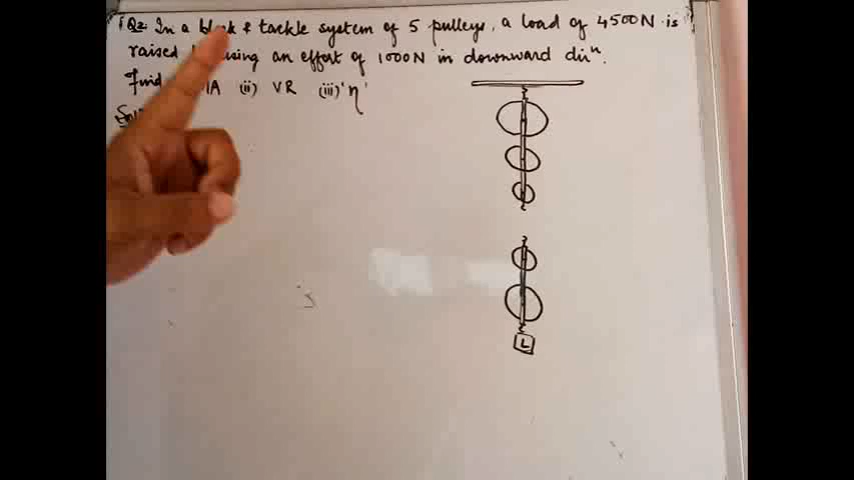 Q2. In a block & tackle system of 5 pulleys, a load of 4500N is
raised using an effort of 1000N in downward dirⁿ.
Find MA (ii) VR (iii) 'η'
Solⁿ
L